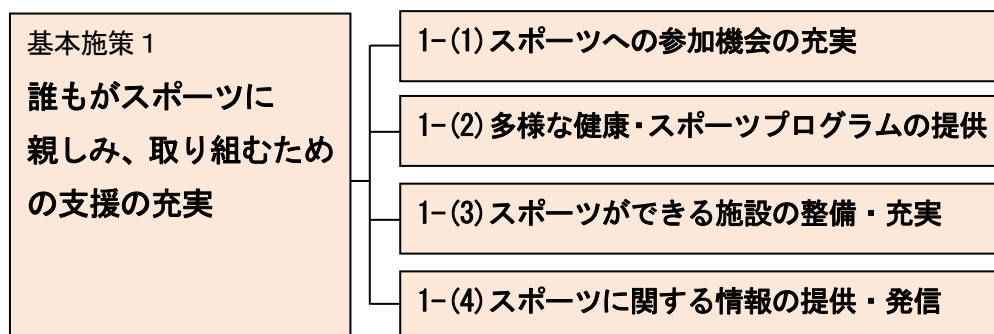 基本施策1
誰もがスポーツに
親しみ、取り組むため
の支援の充実
1-(1)スポーツへの参加機会の充実
1-(2)多様な健康・スポーツプログラムの提供
1-(3)スポーツができる施設の整備・充実
1-(4)スポーツに関する情報の提供・発信